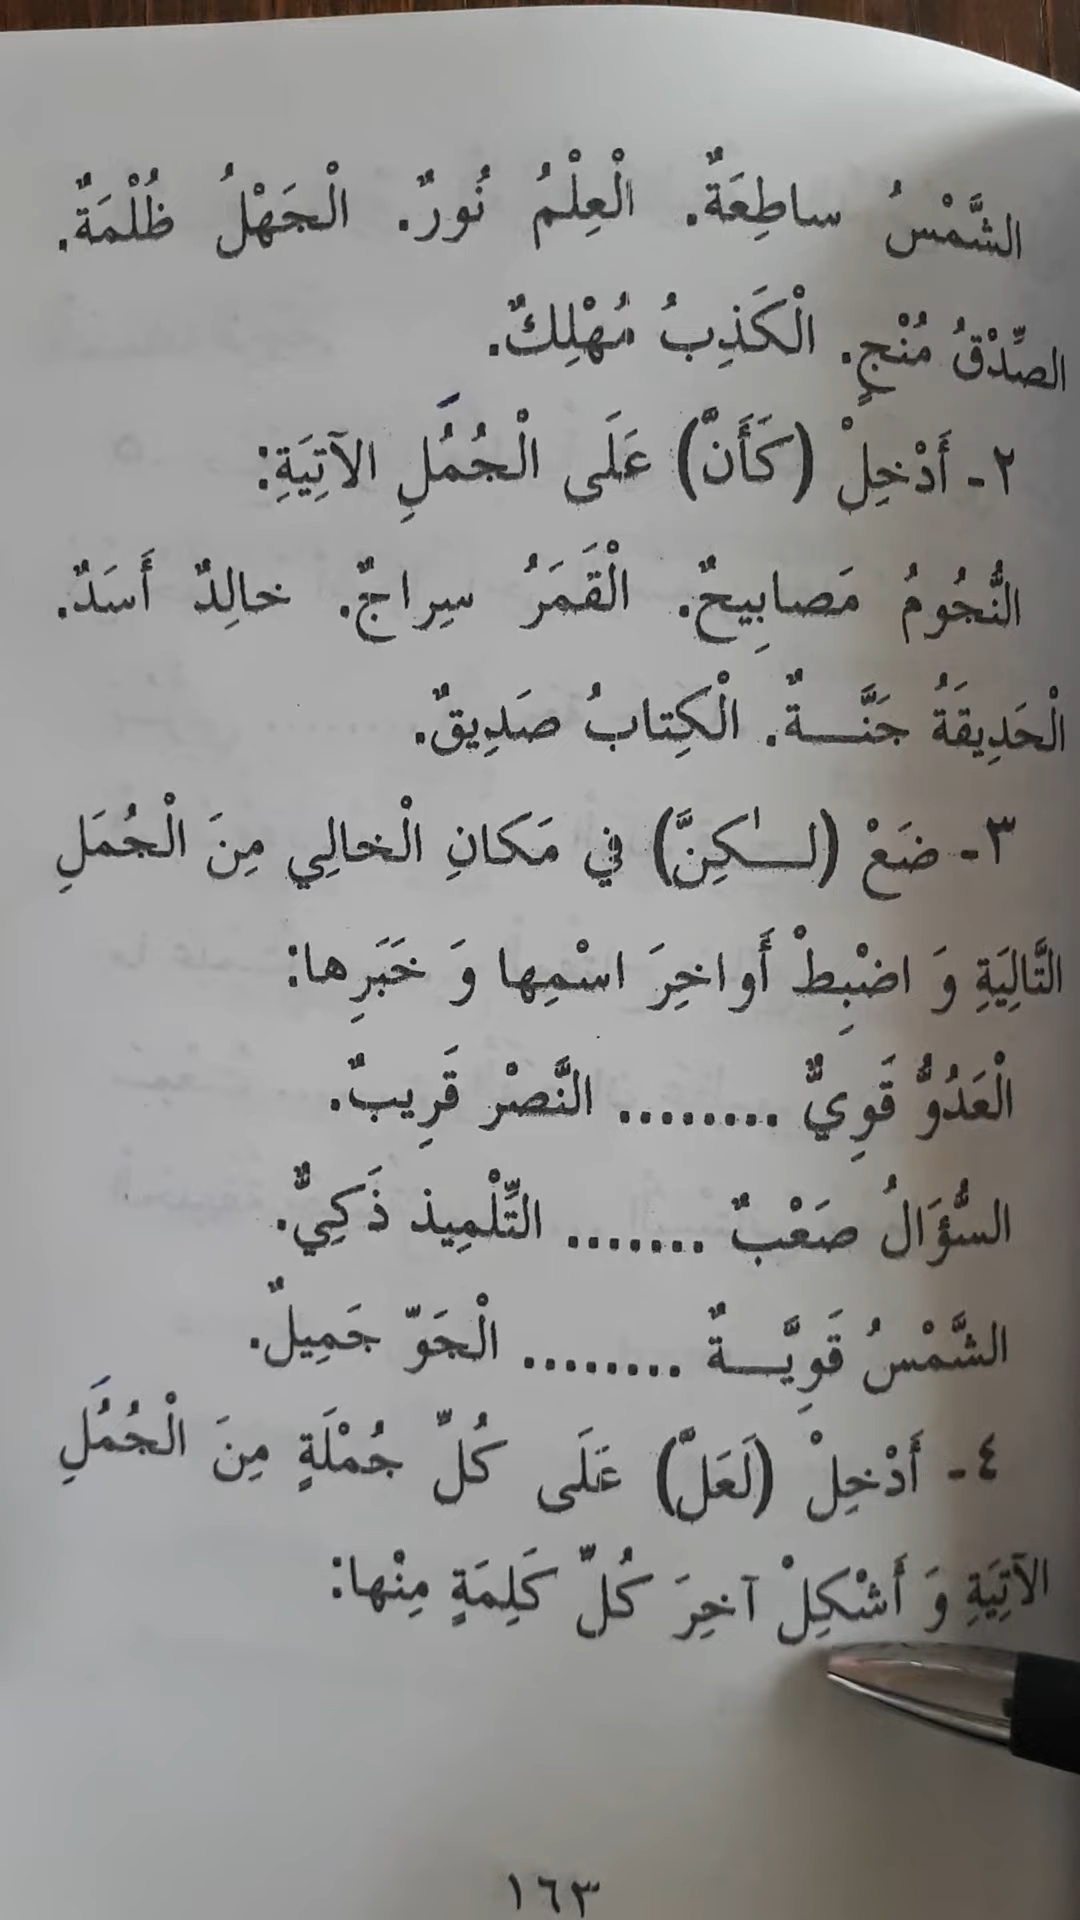 الشَّمْسُ ساطِعَةٌ. الْعِلْمُ نُورٌ. الْجَهْلُ ظُلْمَةٌ.
الصِّدْقُ مُنْجٍ. الْكَذِبُ مُهْلِكٌ.
٢- أَدْخِلْ (كَأَنَّ) عَلَى الْجُمَُلِ الآتِيَةِ:
النُّجُومُ مَصابِيحٌ. الْقَمَرُ سِراجٌ. خالِدٌ أَسَدٌ.
الْحَدِيقَةُ جَنَّـــةٌ. الْكِتابُ صَدِيقٌ.
٣- ضَعْ (لـــٰكِنَّ) في مَكانِ الْخالِي مِنَ الْجُمَلِ
التَّالِيَةِ وَ اضْبِطْ أَواخِرَ اسْمِها وَ خَبَرِها:
الْعَدُوُّ قَوِيٌّ ........ النَّصْر قَرِيبٌ.
السُّؤَالُ صَعْبٌ ....... التِّلْمِيذ ذَكِيٌّ.
الشَّمْسُ قَوِيَّـــةٌ ........ الْجَوّ جَمِيلٌ.
٤- أَدْخِلْ (لَعَلَّ) عَلَى كُلِّ جُمْلَةٍ مِنَ الْجُمَُلِ
الآتِيَةِ وَ أَشْكِلْ آخِرَ كُلِّ كَلِمَةٍ مِنْها:
١٦٣